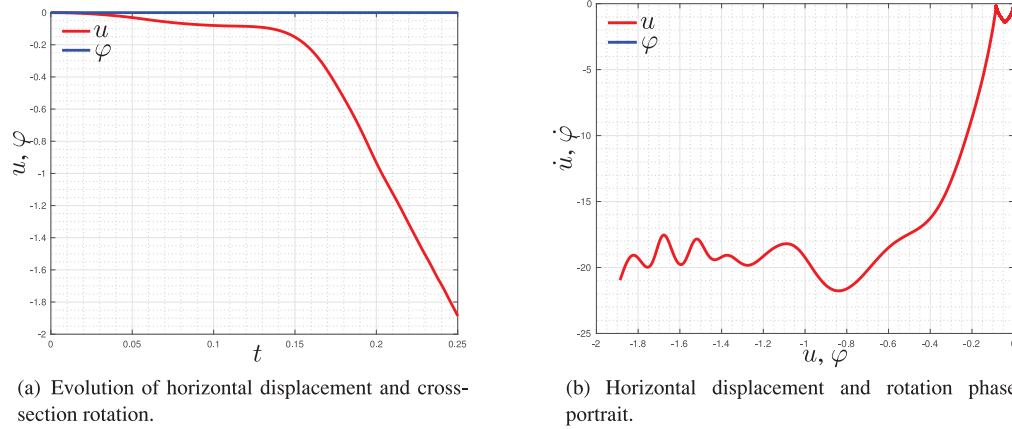 0
-0.2
-0.4
-0.6
-0.8
-1
-1.2
-1.4
-1.6
-1.8
-2
u, φ
u
φ
0 0.05 0.1 0.15 0.2 0.25
t
(a) Evolution of horizontal displacement and cross-
section rotation.
0
-5
-10
-15
-20
-25
u̇, φ̇
u
φ
-2 -1.8 -1.6 -1.4 -1.2 -1 -0.8 -0.6 -0.4 -0.2 0
u, φ
(b) Horizontal displacement and rotation phase
portrait.